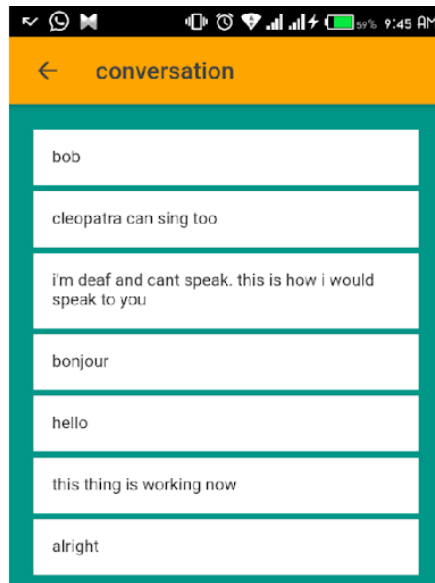 59% 9:45 AM
conversation
bob
cleopatra can sing too
i'm deaf and cant speak. this is how i would
speak to you
bonjour
hello
this thing is working now
alright